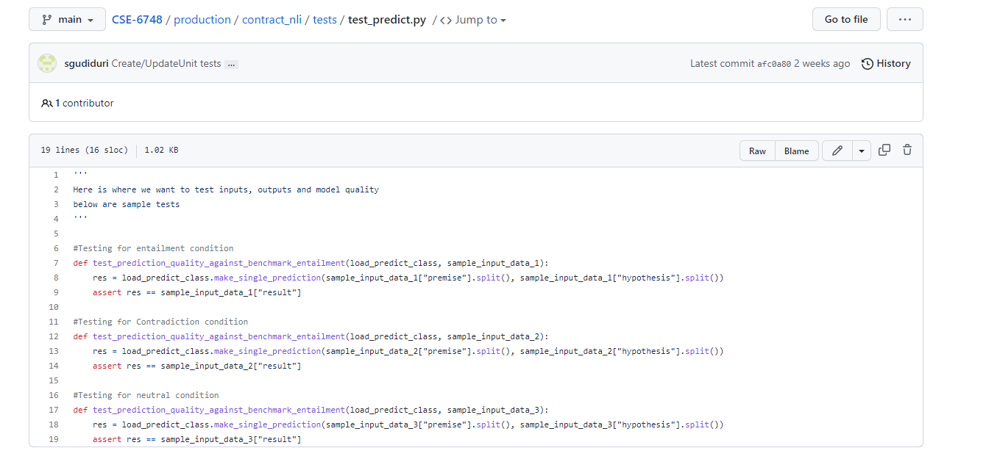 main CSE-6748 / production / contract_nli / tests / test_predict.py / <> Jump to Go to file ...
sgudiduri Create/UpdateUnit tests ... Latest commit afc0a80 2 weeks ago History
1 contributor
19 lines (16 sloc) 1.02 KB Raw Blame
1 '''
2 Here is where we want to test inputs, outputs and model quality
3 below are sample tests
4 '''
5
6 #Testing for entailment condition
7 def test_prediction_quality_against_benchmark_entailment(load_predict_class, sample_input_data_1):
8     res = load_predict_class.make_single_prediction(sample_input_data_1["premise"].split(), sample_input_data_1["hypothesis"].split())
9     assert res == sample_input_data_1["result"]
10
11 #Testing for Contradiction condition
12 def test_prediction_quality_against_benchmark_entailment(load_predict_class, sample_input_data_2):
13     res = load_predict_class.make_single_prediction(sample_input_data_2["premise"].split(), sample_input_data_2["hypothesis"].split())
14     assert res == sample_input_data_2["result"]
15
16 #Testing for neutral condition
17 def test_prediction_quality_against_benchmark_entailment(load_predict_class, sample_input_data_3):
18     res = load_predict_class.make_single_prediction(sample_input_data_3["premise"].split(), sample_input_data_3["hypothesis"].split())
19     assert res == sample_input_data_3["result"]